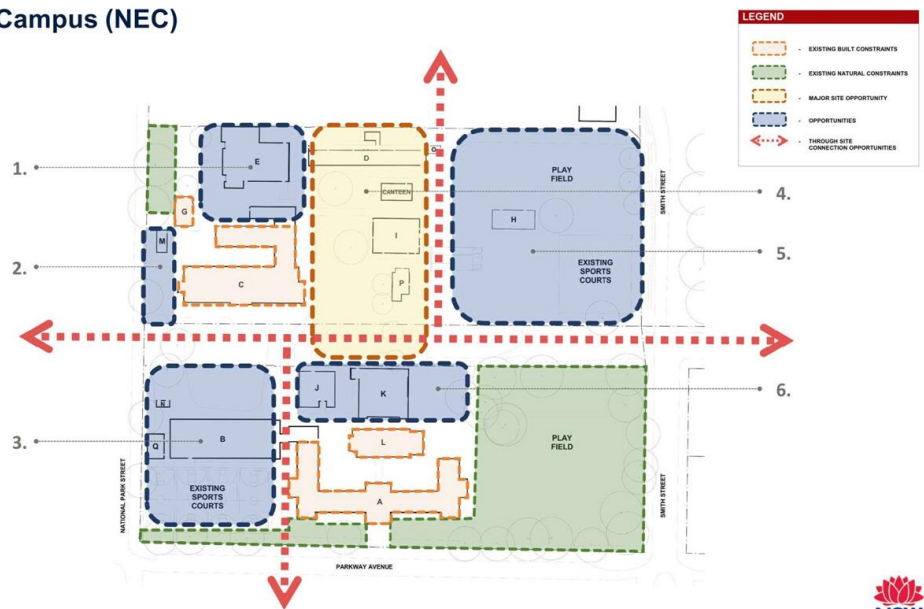 Campus (NEC)
LEGEND
- EXISTING BUILT CONSTRAINTS
- EXISTING NATURAL CONSTRAINTS
- MAJOR SITE OPPORTUNITY
- OPPORTUNITIES
- THROUGH SITE
CONNECTION OPPORTUNITIES
1.
2.
3.
4.
5.
6.
E
D
O
CANTEEN
G
M
C
I
P
H
PLAY
FIELD
EXISTING
SPORTS
COURTS
SMITH STREET
J
K
L
A
B
Q
EXISTING
SPORTS
COURTS
PLAY
FIELD
NATIONAL PARK STREET
SMITH STREET
PARKWAY AVENUE